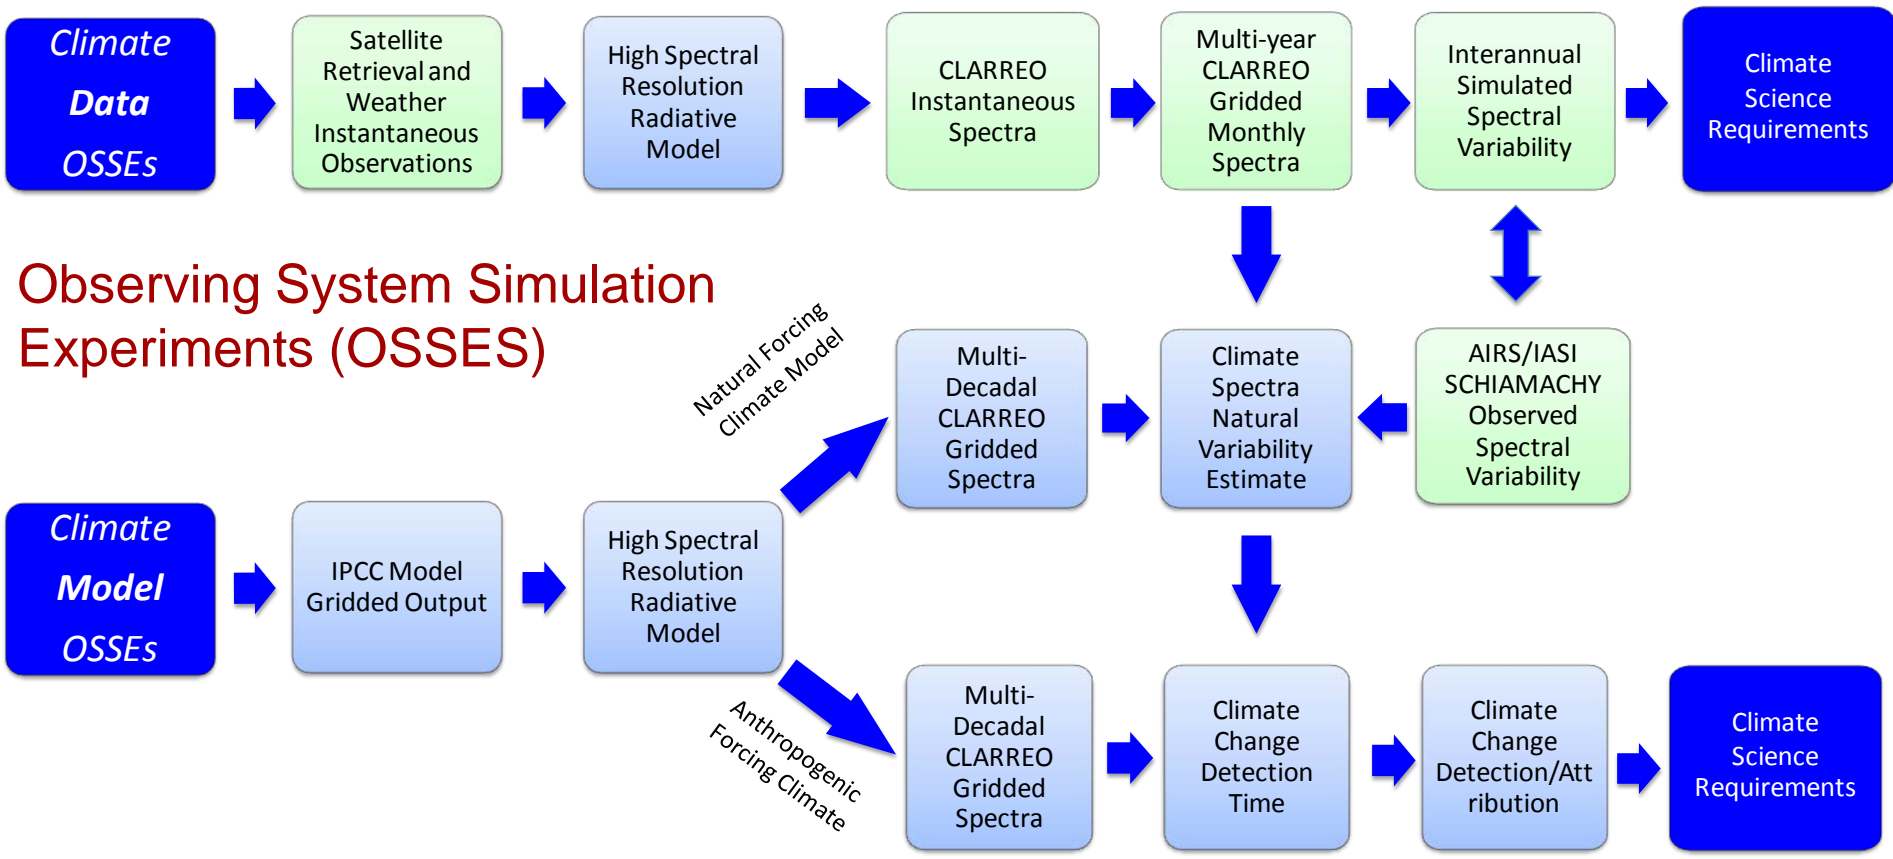 Climate
Data
OSSEs
Satellite
Retrieval and
Weather
Instantaneous
Observations
High Spectral
Resolution
Radiative
Model
CLARREO
Instantaneous
Spectra
Multi-year
CLARREO
Gridded
Monthly
Spectra
Interannual
Simulated
Spectral
Variability
Climate
Science
Requirements
Observing System Simulation
Experiments (OSSES)
Natural Forcing
Climate Model
Multi-
Decadal
CLARREO
Gridded
Spectra
Climate
Spectra
Natural
Variability
Estimate
AIRS/IASI
SCHIAMACHY
Observed
Spectral
Variability
Climate
Model
OSSEs
IPCC Model
Gridded Output
High Spectral
Resolution
Radiative
Model
Anthropogenic
Forcing Climate
Multi-
Decadal
CLARREO
Gridded
Spectra
Climate
Change
Detection
Time
Climate
Change
Detection/Att
ribution
Climate
Science
Requirements